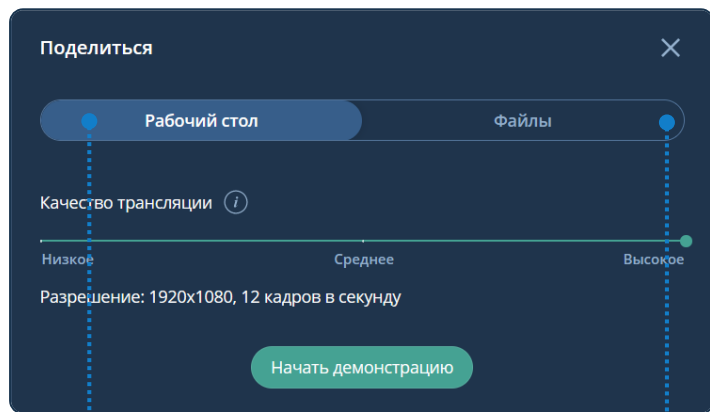 Поделиться
Рабочий стол Файлы
Качество трансляции i
Низкое Среднее Высокое
Разрешение: 1920x1080, 12 кадров в секунду
Начать демонстрацию